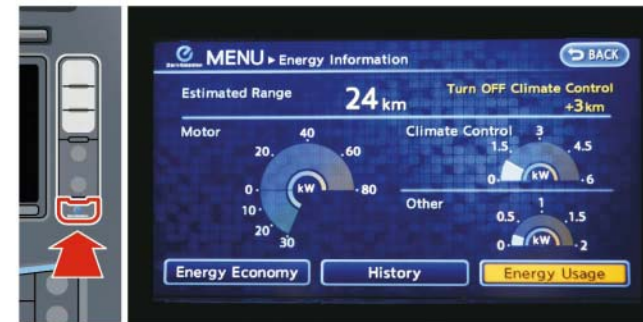 MENU ▸ Energy Information
BACK
Estimated Range 24 km
Turn OFF Climate Control
+3km
Motor
40
20. .60
0. kW .80
10.
20.
30
Climate Control
3
1.5. .4.5
0. kW .6
Other
1
0.5. .1.5
0. kW .2
Energy Economy
History
Energy Usage